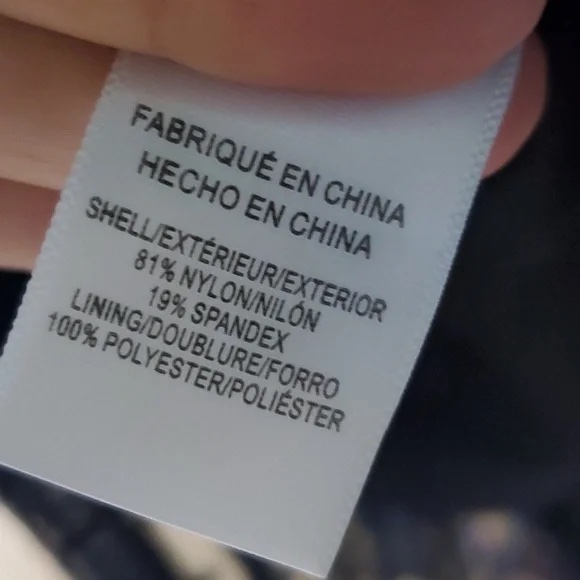 FABRIQUÉ EN CHINA
HECHO EN CHINA
SHELL/EXTÉRIEUR/EXTERIOR
81% NYLON/NILÓN
19% SPANDEX
LINING/DOUBLURE/FORRO
100% POLYESTER/POLIÉSTER